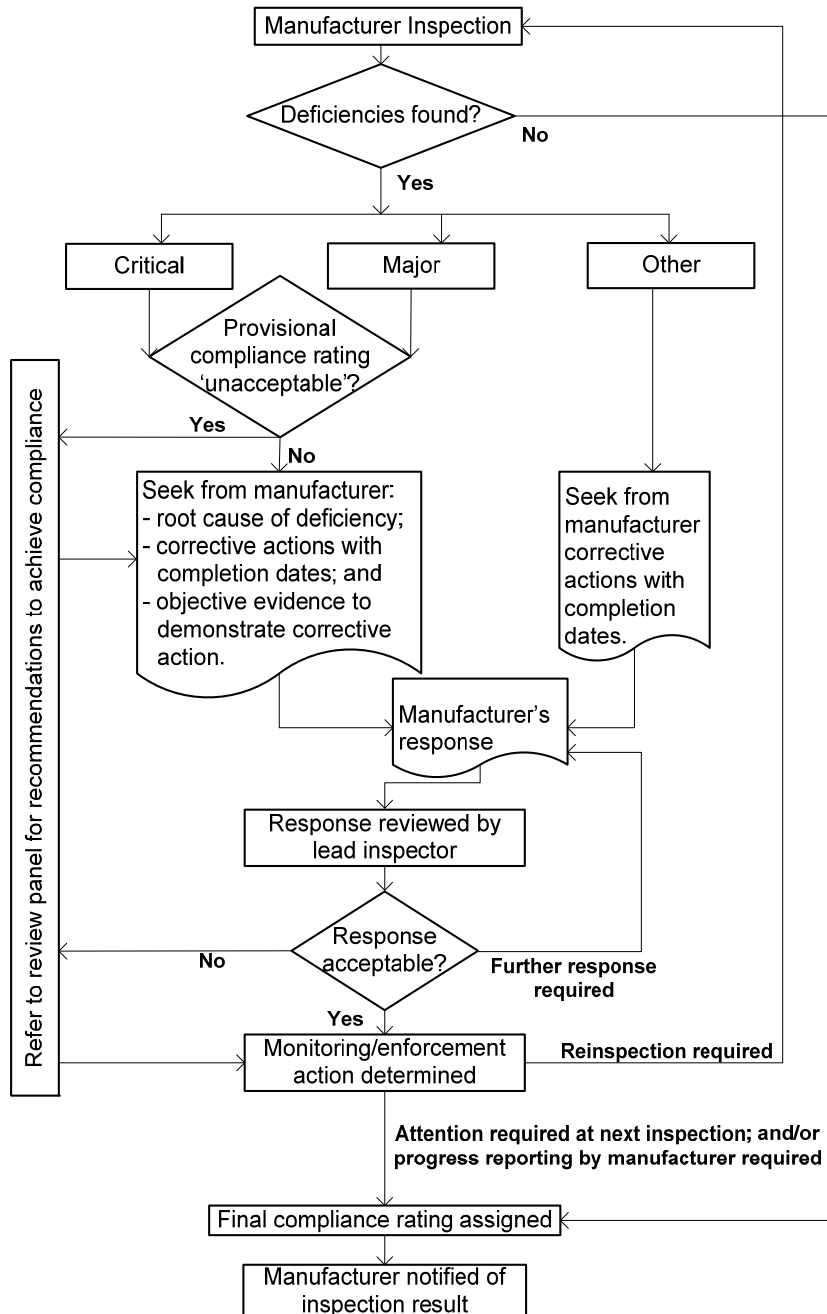 Manufacturer Inspection
Deficiencies found?
No
Yes
Critical
Major
Other
Provisional
compliance rating
‘unacceptable’?
Yes
No
Refer to review panel for recommendations to achieve compliance
Seek from manufacturer:
- root cause of deficiency;
- corrective actions with
completion dates; and
- objective evidence to
demonstrate corrective
action.
Seek from
manufacturer
corrective
actions with
completion
dates.
Manufacturer’s
response
Response reviewed by
lead inspector
Response
acceptable?
No
Further response
required
Yes
Monitoring/enforcement
action determined
Reinspection required
Attention required at next inspection; and/or
progress reporting by manufacturer required
Final compliance rating assigned
Manufacturer notified of
inspection result